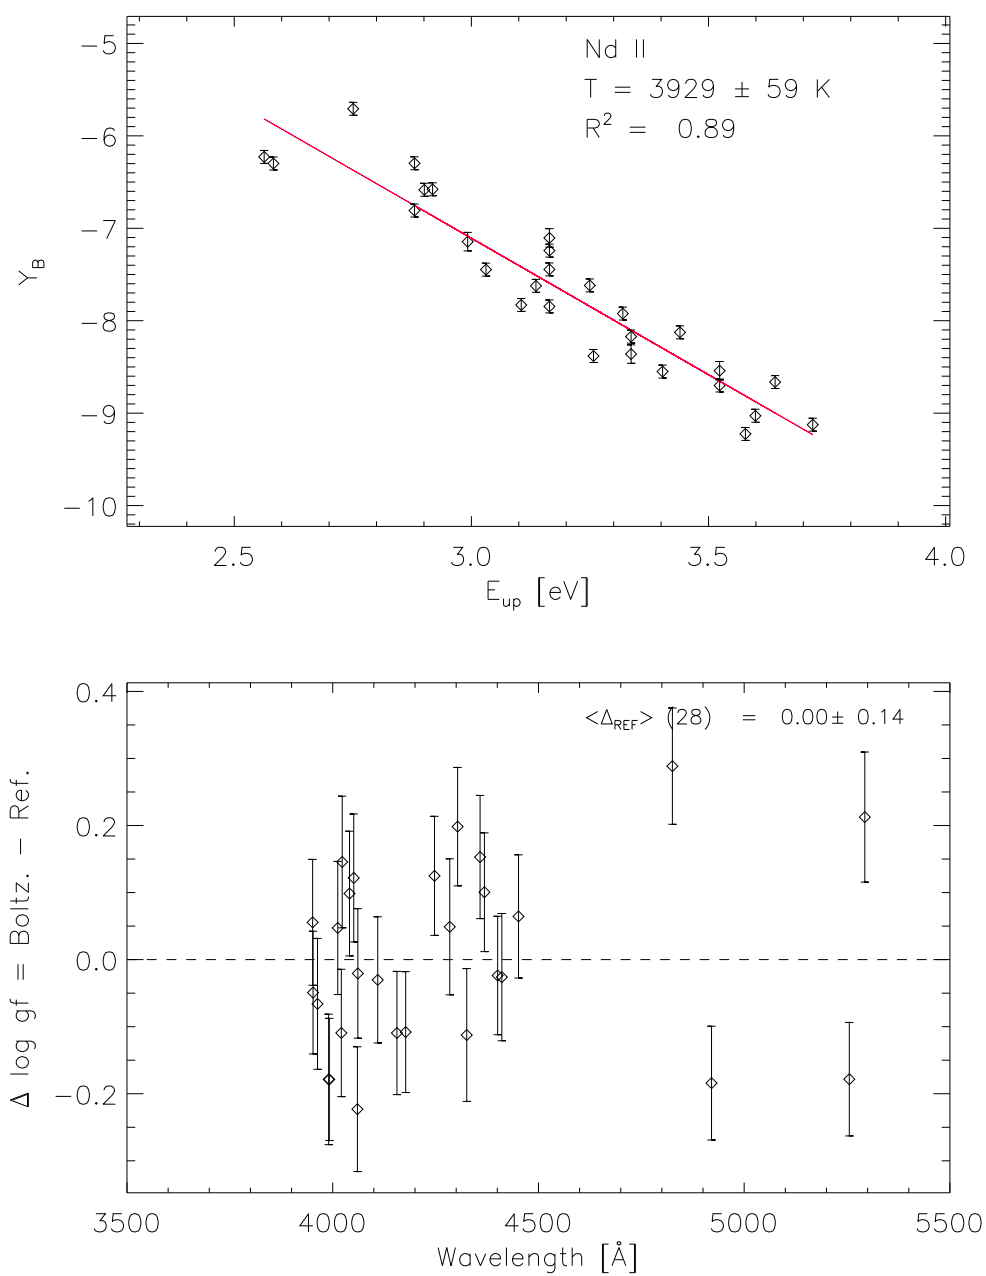 Nd II
T = 3929 ± 59 K
R² = 0.89
−5
−6
−7
−8
−9
−10
Y_B
2.5 3.0 3.5 4.0
E_up [eV]
<Δ_REF> (28) = 0.00± 0.14
0.4
0.2
0.0
−0.2
Δ log gf = Boltz. − Ref.
3500 4000 4500 5000 5500
Wavelength [Å]